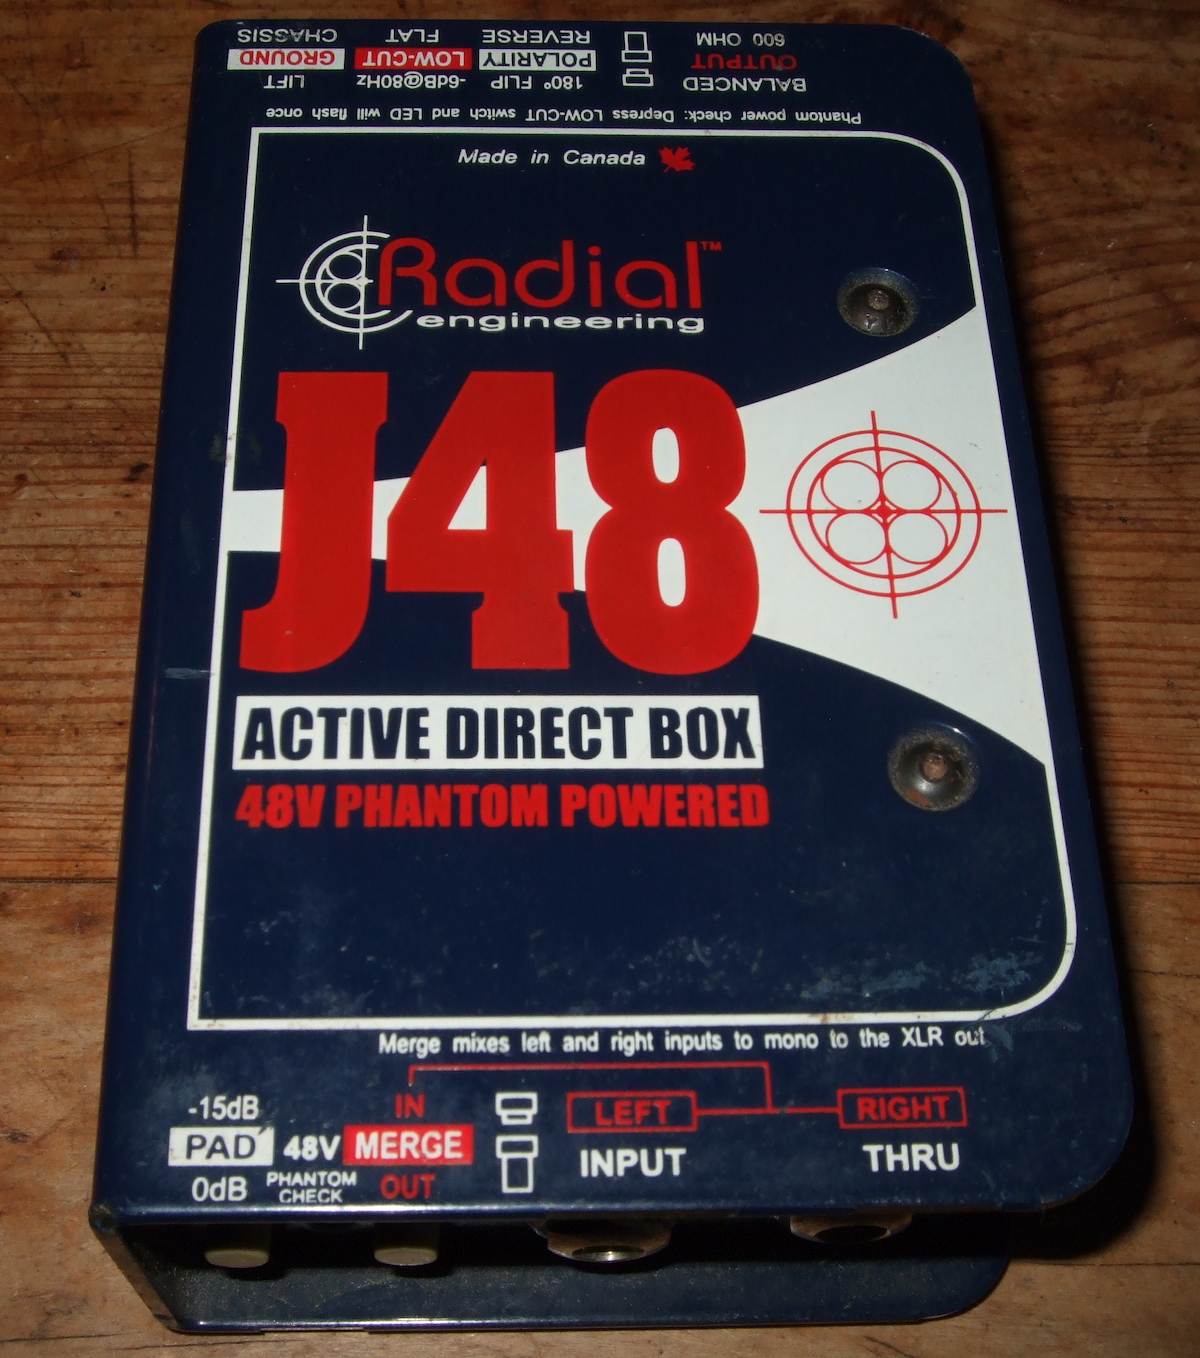 CHASSIS FLAT REVERSE 600 OHM
GROUND LOW-CUT POLARITY OUTPUT
LIFT -6dB@80Hz 180° FLIP BALANCED
Phantom power check: Depress LOW-CUT switch and LED will flash once
Made in Canada
Radial™
engineering
J48
ACTIVE DIRECT BOX
48V PHANTOM POWERED
Merge mixes left and right inputs to mono to the XLR out
-15dB IN LEFT RIGHT
PAD 48V MERGE INPUT THRU
0dB PHANTOM CHECK OUT